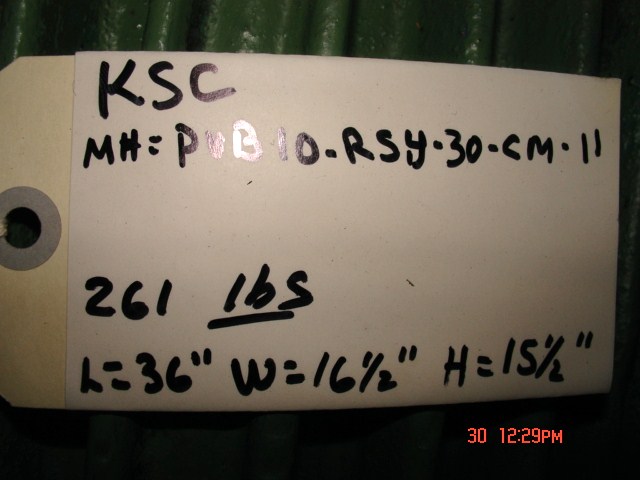 KSC
MH=PVB10-RSY-30-CM-11
261 lbs
L=36" W=16½" H=15½"
30 12:29PM